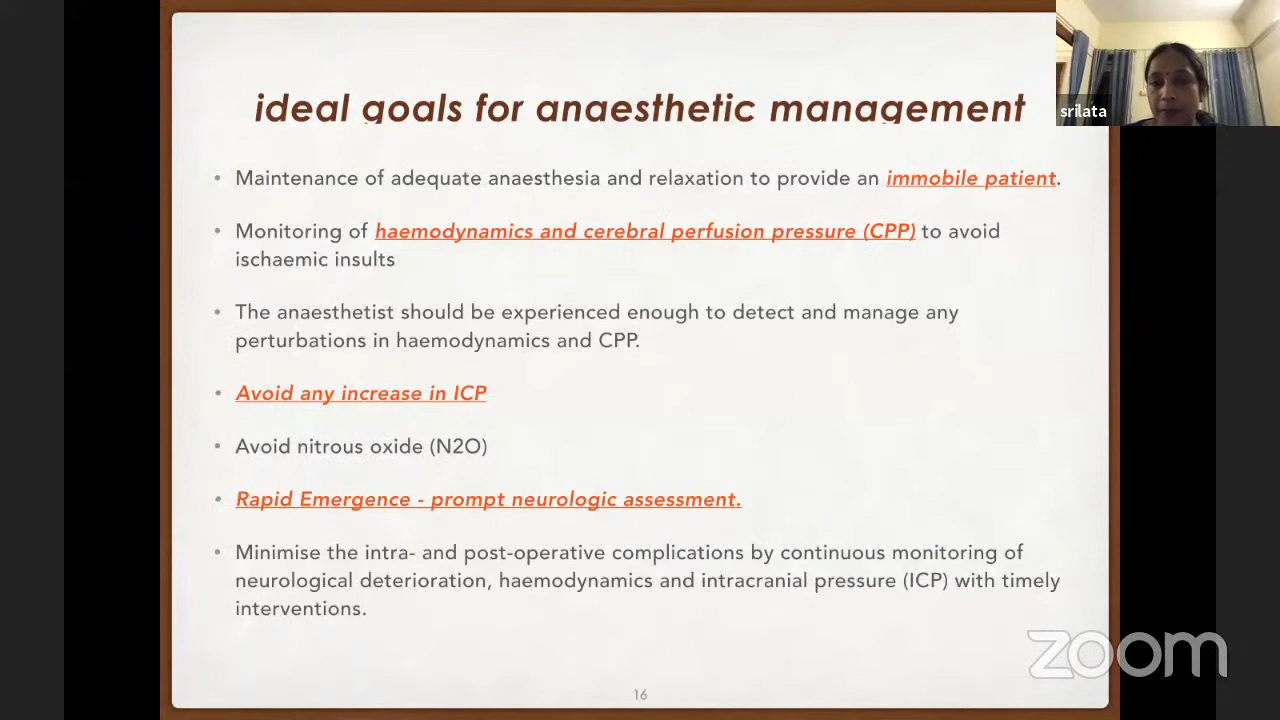 ideal goals for anaesthetic management
srilata
• Maintenance of adequate anaesthesia and relaxation to provide an immobile patient.
• Monitoring of haemodynamics and cerebral perfusion pressure (CPP) to avoid
ischaemic insults
• The anaesthetist should be experienced enough to detect and manage any
perturbations in haemodynamics and CPP.
• Avoid any increase in ICP
• Avoid nitrous oxide (N2O)
• Rapid Emergence - prompt neurologic assessment.
• Minimise the intra- and post-operative complications by continuous monitoring of
neurological deterioration, haemodynamics and intracranial pressure (ICP) with timely
interventions.
zoom
16